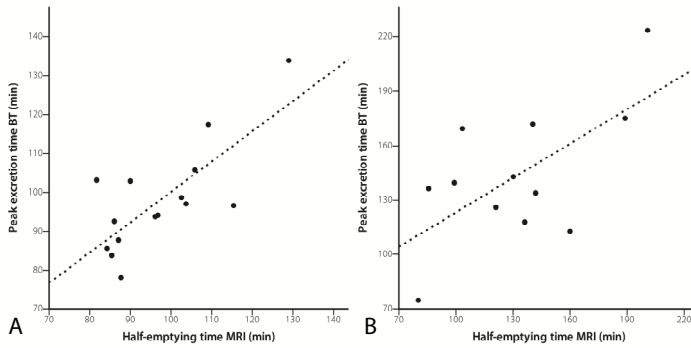 140
130
120
110
100
90
80
70
Peak excretion time BT (min)
70 80 90 100 110 120 130 140
Half-emptying time MRI (min)
A
220
190
160
130
100
70
Peak excretion time BT (min)
70 100 130 160 190 220
Half-emptying time MRI (min)
B